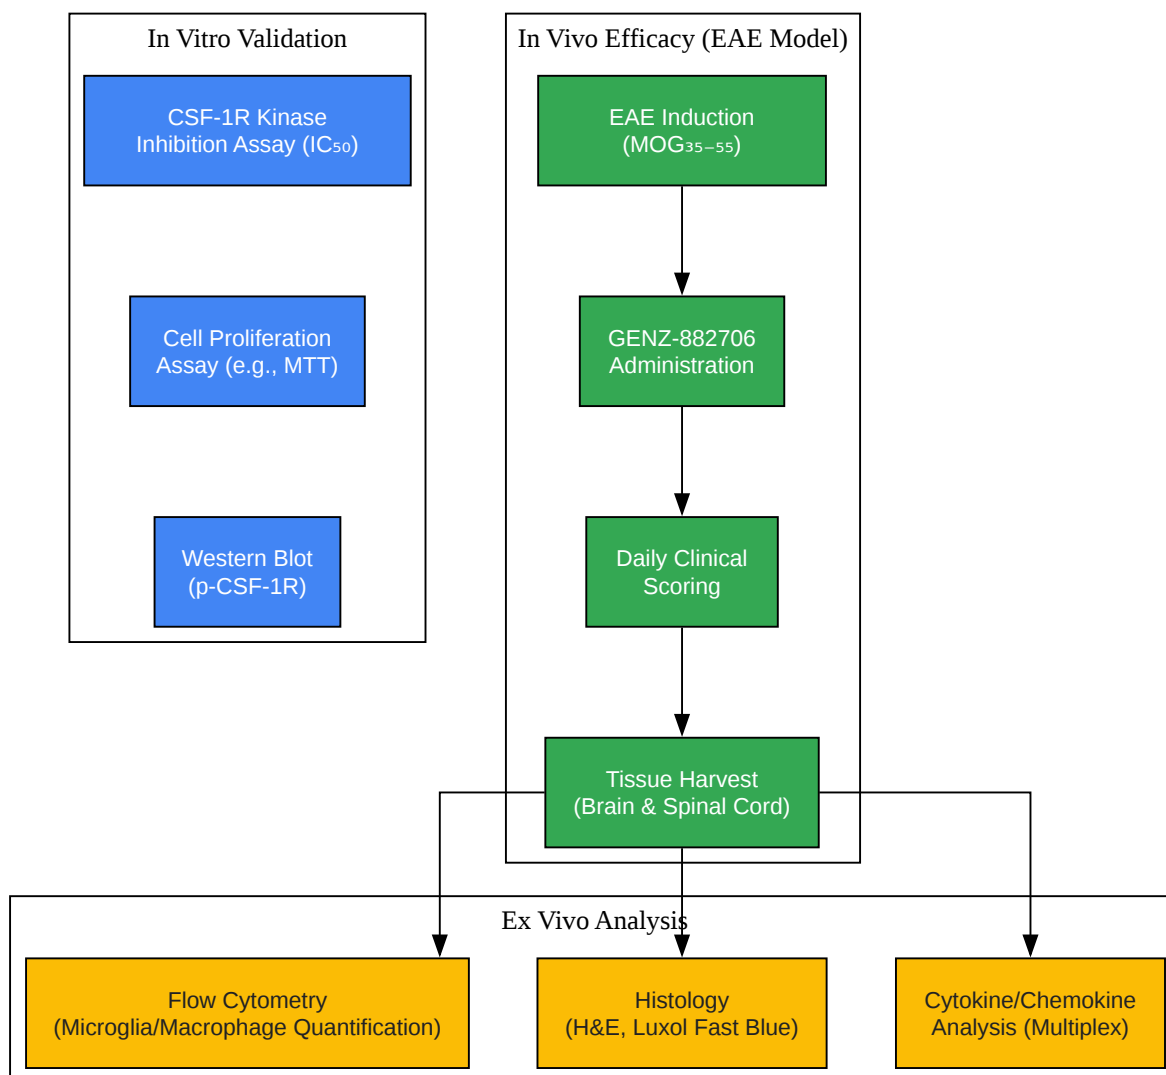 In Vitro Validation
CSF-1R Kinase
Inhibition Assay (IC₅₀)
Cell Proliferation
Assay (e.g., MTT)
Western Blot
(p-CSF-1R)
In Vivo Efficacy (EAE Model)
EAE Induction
(MOG₃₅₋₅₅)
GENZ-882706
Administration
Daily Clinical
Scoring
Tissue Harvest
(Brain & Spinal Cord)
Ex Vivo Analysis
Flow Cytometry
(Microglia/Macrophage Quantification)
Histology
(H&E, Luxol Fast Blue)
Cytokine/Chemokine
Analysis (Multiplex)